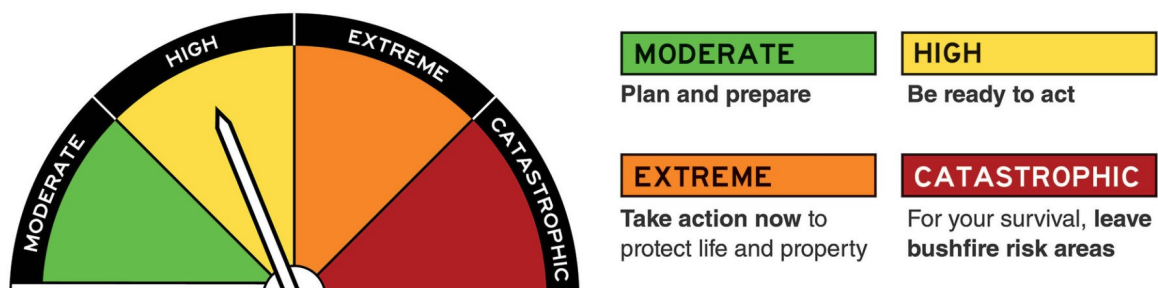 MODERATE
HIGH
EXTREME
CATASTROPHIC
MODERATE
Plan and prepare
HIGH
Be ready to act
EXTREME
Take action now to
protect life and property
CATASTROPHIC
For your survival, leave
bushfire risk areas